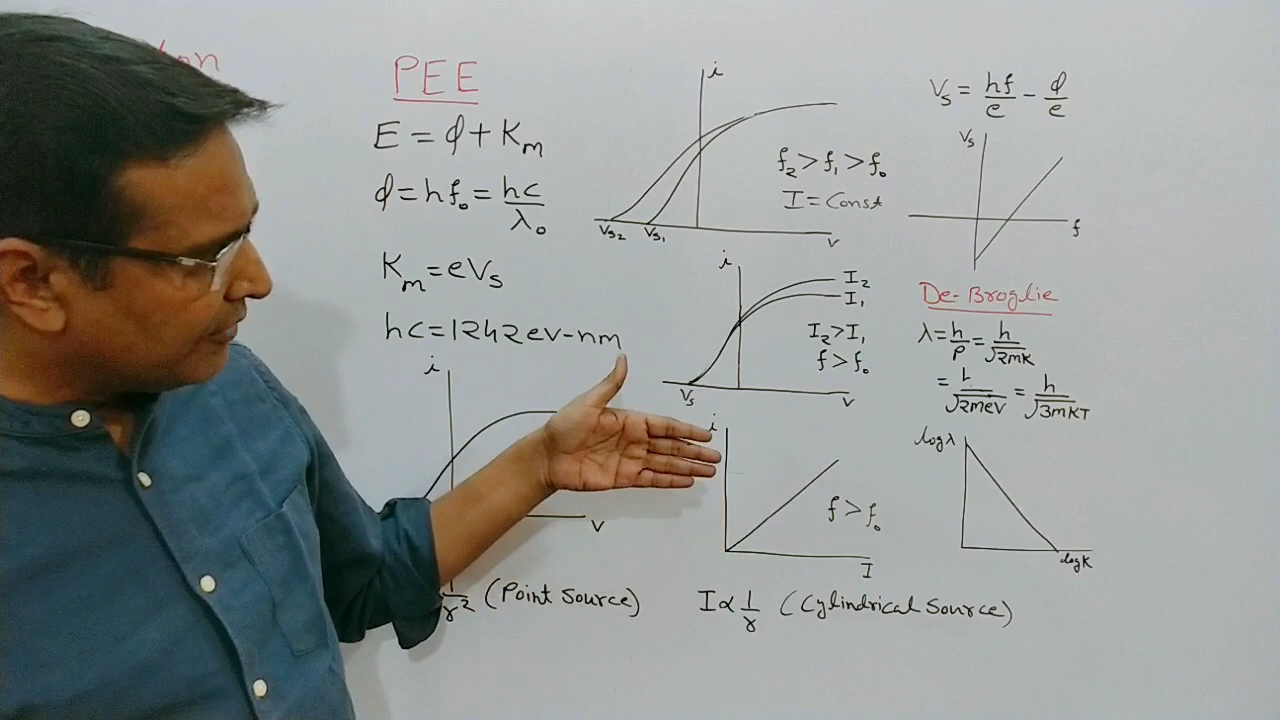 PEE
E = φ + Kₘ
φ = hf₀ = hc/λ₀
Kₘ = eVₛ
hc = 1242 ev-nm
i
V
1/r² (Point Source)
i
f₂ > f₁ > f₀
I = Const
Vₛ₂ Vₛ₁ V
i
I₂
I₁
I₂ > I₁
f > f₀
Vₛ V
i
f > f₀
I
I ∝ 1/r (Cylindrical Source)
Vₛ = hf/e - φ/e
Vₛ
f
De-Broglie
λ = h/P = h/√2mK
= h/√2meV = h/√3mKT
log λ
log K